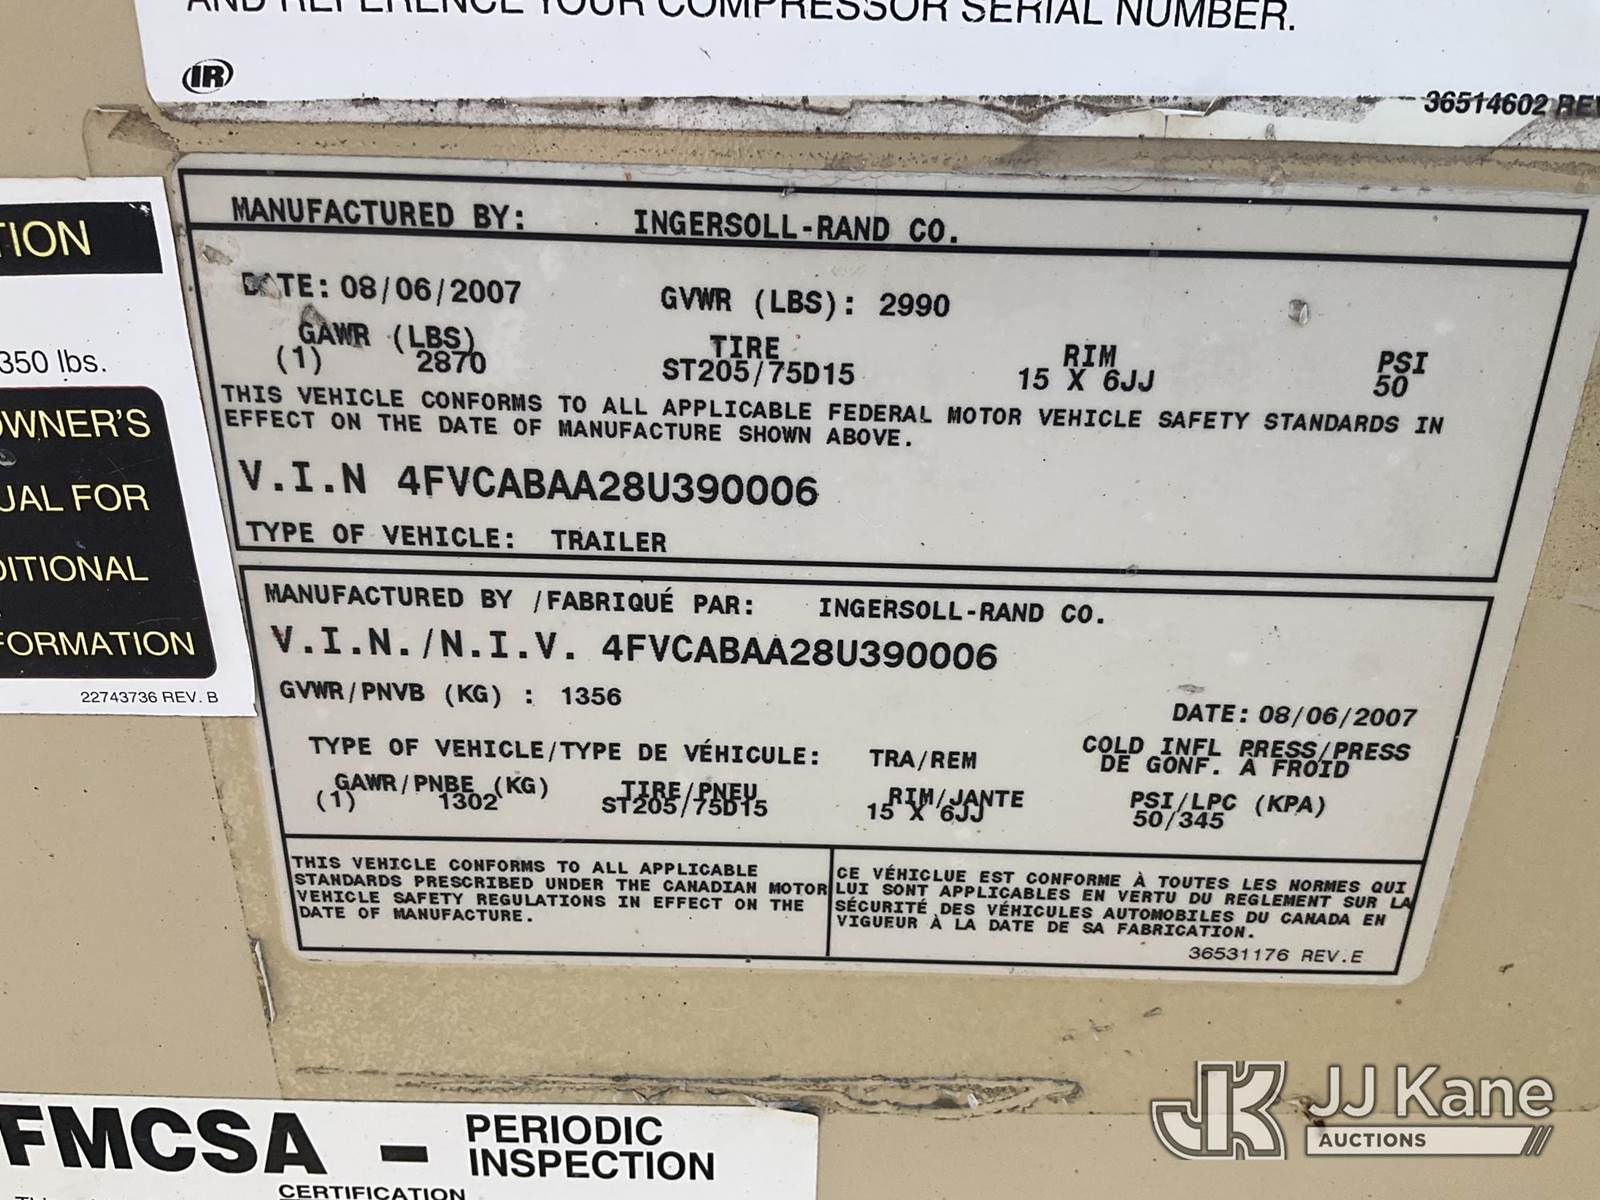 AND REFERENCE YOUR COMPRESSOR SERIAL NUMBER.
IR
36514602 REV
TION
350 lbs.
OWNER'S
UAL FOR
DITIONAL
FORMATION
22743736 REV. B
MANUFACTURED BY: INGERSOLL-RAND CO.
DATE: 08/06/2007 GVWR (LBS): 2990
GAWR (LBS) TIRE RIM PSI
(1) 2870 ST205/75D15 15 X 6JJ 50
THIS VEHICLE CONFORMS TO ALL APPLICABLE FEDERAL MOTOR VEHICLE SAFETY STANDARDS IN
EFFECT ON THE DATE OF MANUFACTURE SHOWN ABOVE.
V.I.N 4FVCABAA28U390006
TYPE OF VEHICLE: TRAILER
MANUFACTURED BY /FABRIQUÉ PAR: INGERSOLL-RAND CO.
V.I.N./N.I.V. 4FVCABAA28U390006
GVWR/PNVB (KG) : 1356
DATE: 08/06/2007
TYPE OF VEHICLE/TYPE DE VÉHICULE: TRA/REM
COLD INFL PRESS/PRESS
DE GONF. A FROID
GAWR/PNBE (KG) TIRE/PNEU RIM/JANTE PSI/LPC (KPA)
(1) 1302 ST205/75D15 15 X 6JJ 50/345
THIS VEHICLE CONFORMS TO ALL APPLICABLE
STANDARDS PRESCRIBED UNDER THE CANADIAN MOTOR
VEHICLE SAFETY REGULATIONS IN EFFECT ON THE
DATE OF MANUFACTURE.
CE VÉHICLUE EST CONFORME À TOUTES LES NORMES QUI
LUI SONT APPLICABLES EN VERTU DU REGLEMENT SUR LA
SÉCURITÉ DES VÉHICULES AUTOMOBILES DU CANADA EN
VIGUEUR À LA DATE DE SA FABRICATION.
36531176 REV.E
FMCSA - PERIODIC
INSPECTION
CERTIFICATION
JK JJ Kane
AUCTIONS